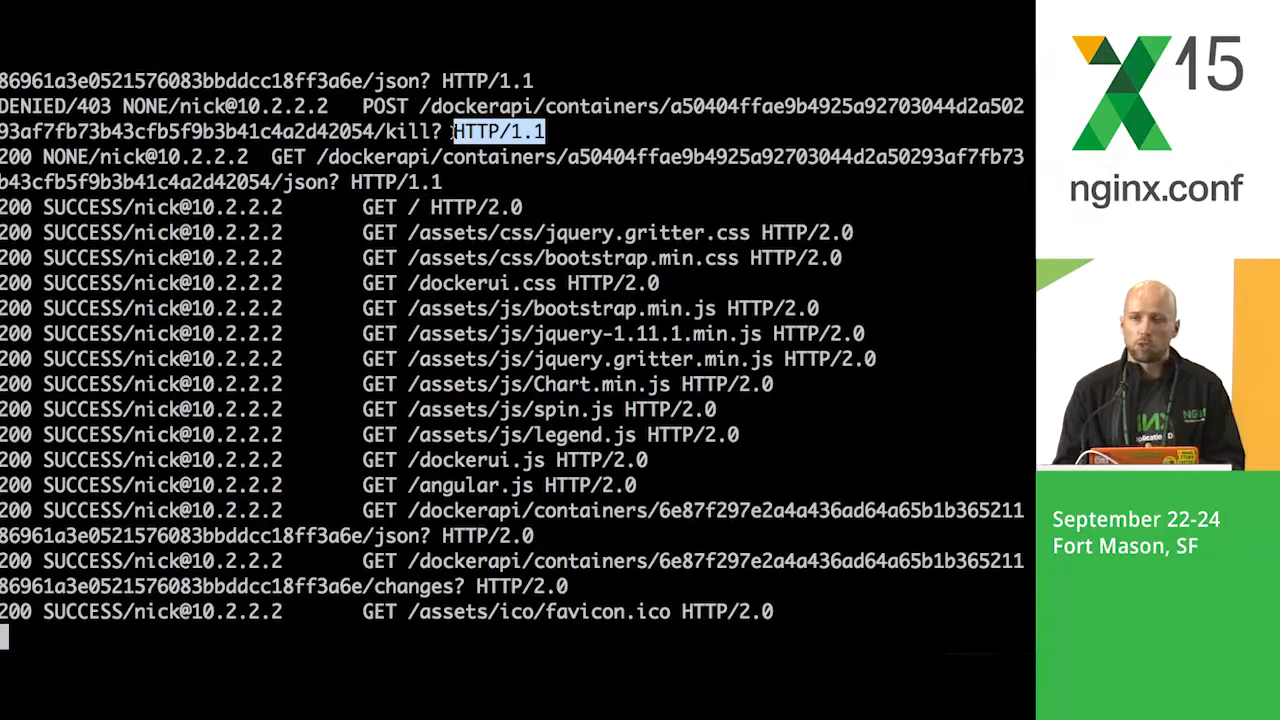 86961a3e0521576083bbddcc18ff3a6e/json? HTTP/1.1
DENIED/403 NONE/nick@10.2.2.2 POST /dockerapi/containers/a50404ffae9b4925a92703044d2a502
93af7fb73b43cfb5f9b3b41c4a2d42054/kill? HTTP/1.1
200 NONE/nick@10.2.2.2 GET /dockerapi/containers/a50404ffae9b4925a92703044d2a50293af7fb73
b43cfb5f9b3b41c4a2d42054/json? HTTP/1.1
200 SUCCESS/nick@10.2.2.2 GET / HTTP/2.0
200 SUCCESS/nick@10.2.2.2 GET /assets/css/jquery.gritter.css HTTP/2.0
200 SUCCESS/nick@10.2.2.2 GET /assets/css/bootstrap.min.css HTTP/2.0
200 SUCCESS/nick@10.2.2.2 GET /dockerui.css HTTP/2.0
200 SUCCESS/nick@10.2.2.2 GET /assets/js/bootstrap.min.js HTTP/2.0
200 SUCCESS/nick@10.2.2.2 GET /assets/js/jquery-1.11.1.min.js HTTP/2.0
200 SUCCESS/nick@10.2.2.2 GET /assets/js/jquery.gritter.min.js HTTP/2.0
200 SUCCESS/nick@10.2.2.2 GET /assets/js/Chart.min.js HTTP/2.0
200 SUCCESS/nick@10.2.2.2 GET /assets/js/spin.js HTTP/2.0
200 SUCCESS/nick@10.2.2.2 GET /assets/js/legend.js HTTP/2.0
200 SUCCESS/nick@10.2.2.2 GET /dockerui.js HTTP/2.0
200 SUCCESS/nick@10.2.2.2 GET /angular.js HTTP/2.0
200 SUCCESS/nick@10.2.2.2 GET /dockerapi/containers/6e87f297e2a4a436ad64a65b1b365211
86961a3e0521576083bbddcc18ff3a6e/json? HTTP/2.0
200 SUCCESS/nick@10.2.2.2 GET /dockerapi/containers/6e87f297e2a4a436ad64a65b1b365211
86961a3e0521576083bbddcc18ff3a6e/changes? HTTP/2.0
200 SUCCESS/nick@10.2.2.2 GET /assets/ico/favicon.ico HTTP/2.0
X15
nginx.conf
September 22-24
Fort Mason, SF